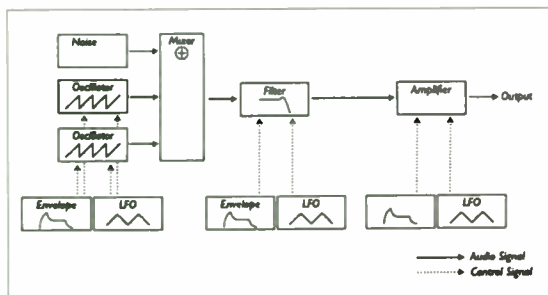 Noise
Mixer
Oscillator
Oscillator
Filter
Amplifier
Output
Envelope
LFO
Envelope
LFO
LFO
Audio Signal
Control Signal